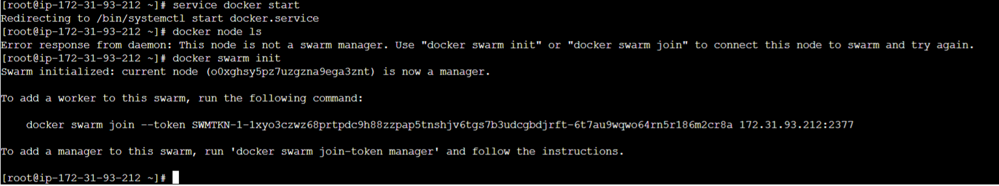 [root@ip-172-31-93-212 ~]# service docker start
Redirecting to /bin/systemctl start docker.service
[root@ip-172-31-93-212 ~]# docker node ls
Error response from daemon: This node is not a swarm manager. Use "docker swarm init" or "docker swarm join" to connect this node to swarm and try again.
[root@ip-172-31-93-212 ~]# docker swarm init
Swarm initialized: current node (o0xghsy5pz7uzgzna9ega3znt) is now a manager.
To add a worker to this swarm, run the following command:
docker swarm join --token SWMTKN-1-1xyo3czwz68prtpdc9h88zzpap5tnshjv6tgs7b3udcgbdjrft-6t7au9wqwo64rn5r186m2cr8a 172.31.93.212:2377
To add a manager to this swarm, run 'docker swarm join-token manager' and follow the instructions.
[root@ip-172-31-93-212 ~]#